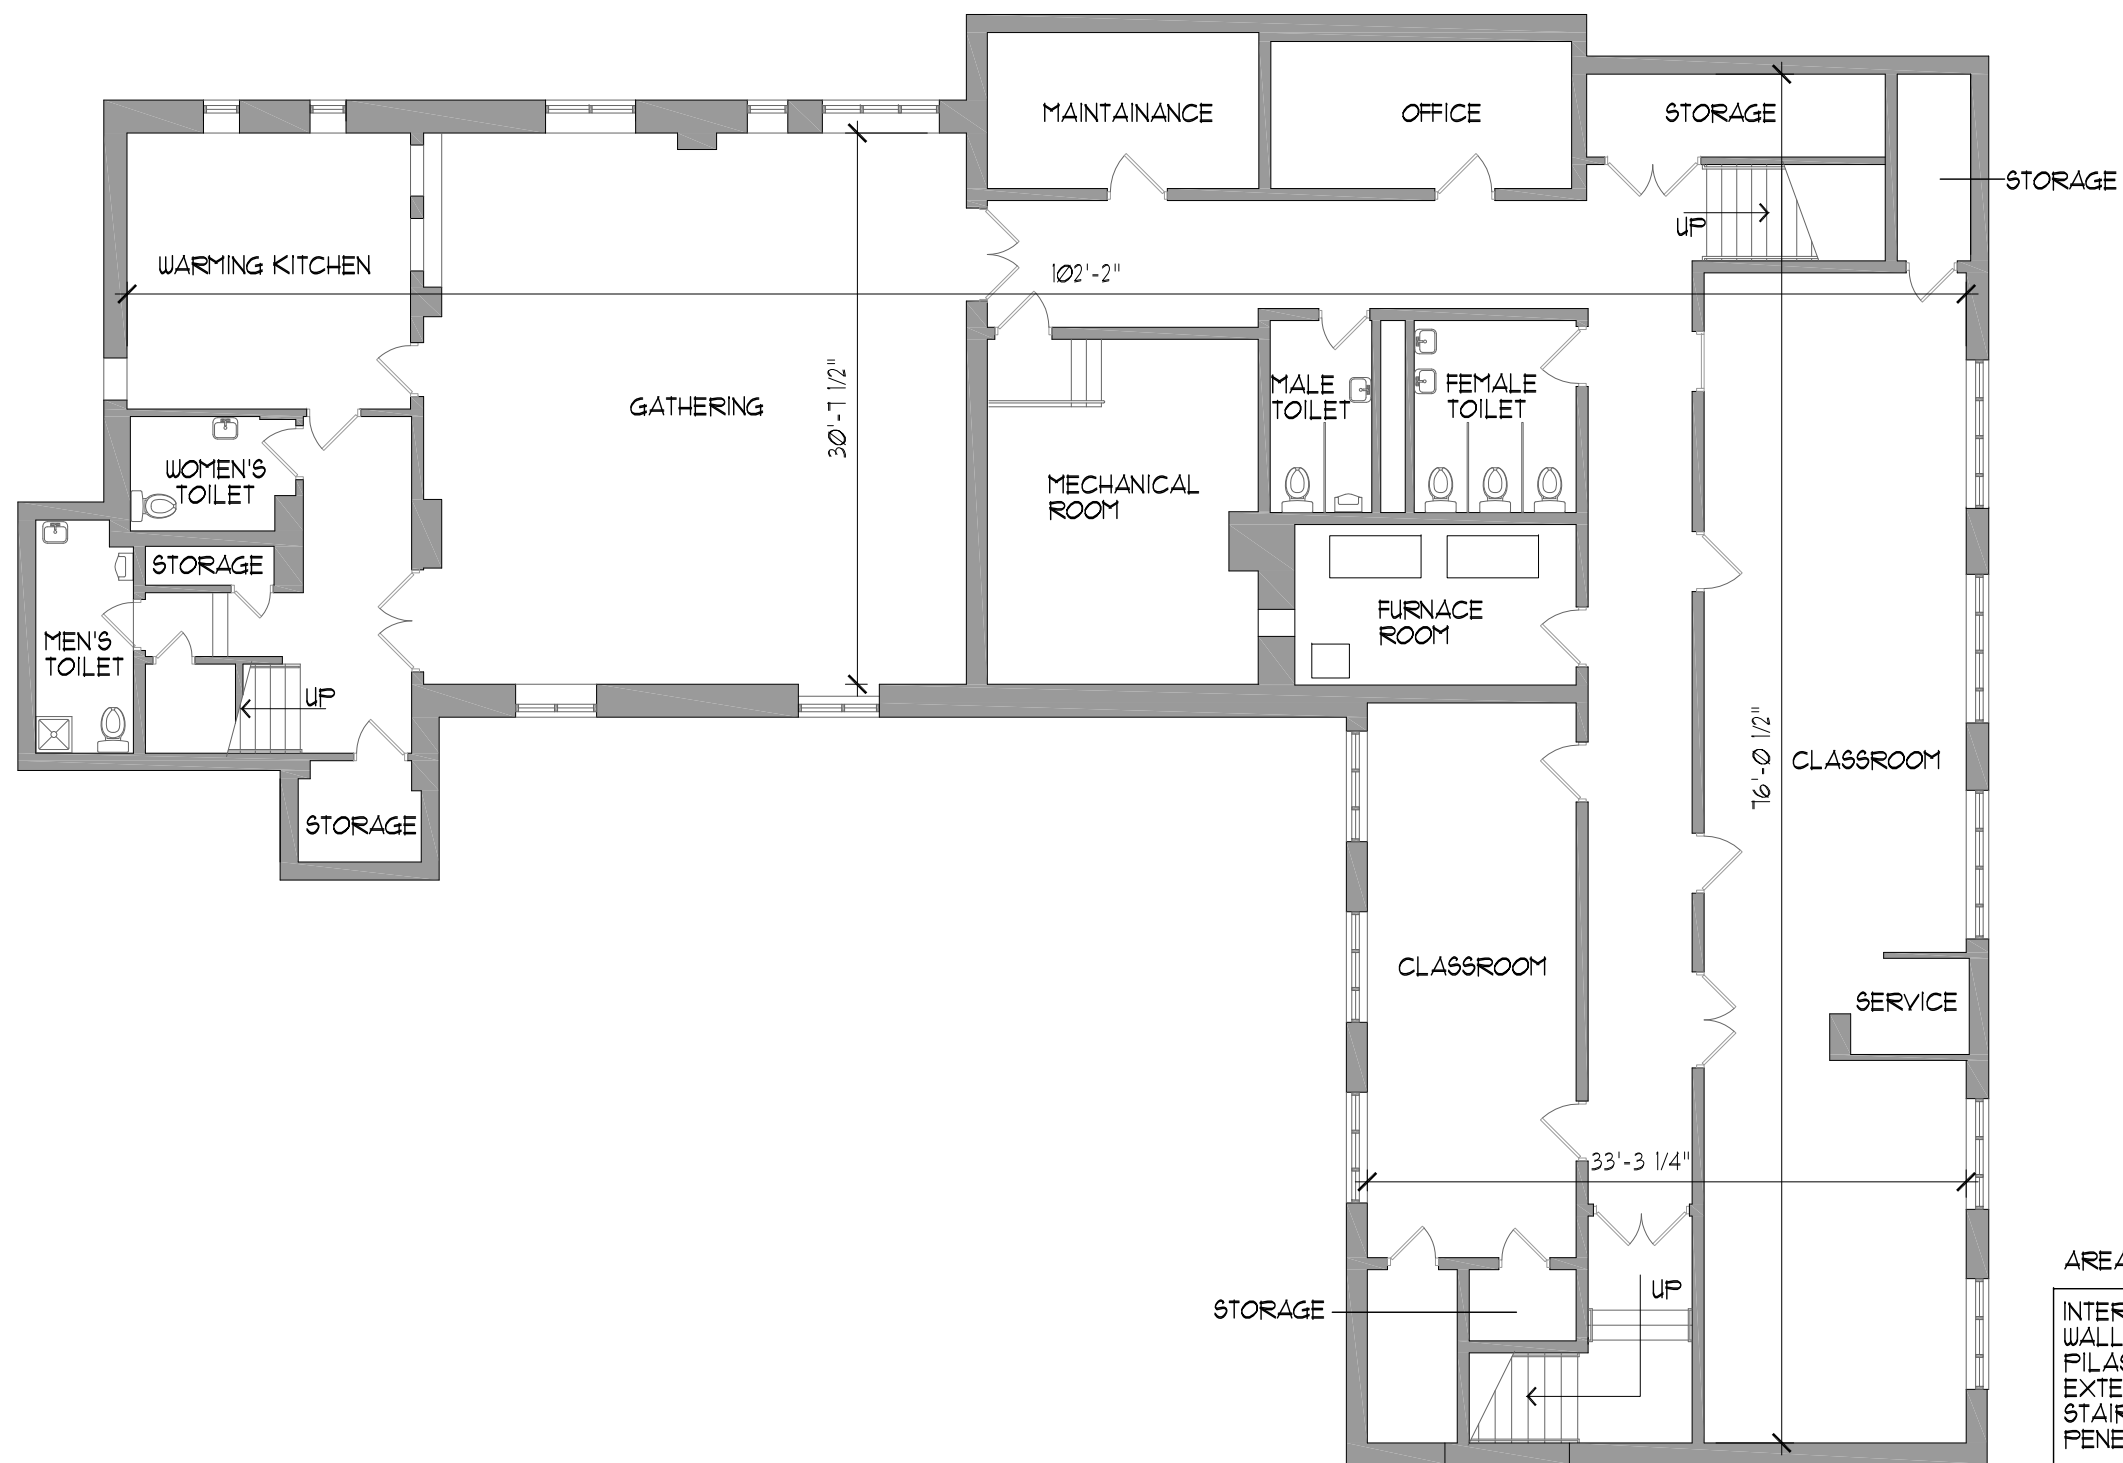 MAINTAINANCE
OFFICE
STORAGE
STORAGE
UP
WARMING KITCHEN
102'-2"
30'-7 1/2"
GATHERING
MALE
TOILET
FEMALE
TOILET
WOMEN'S
TOILET
MECHANICAL
ROOM
STORAGE
FURNACE
ROOM
MEN'S
TOILET
UP
76'-0 1/2"
CLASSROOM
STORAGE
CLASSROOM
SERVICE
33'-3 1/4"
UP
STORAGE